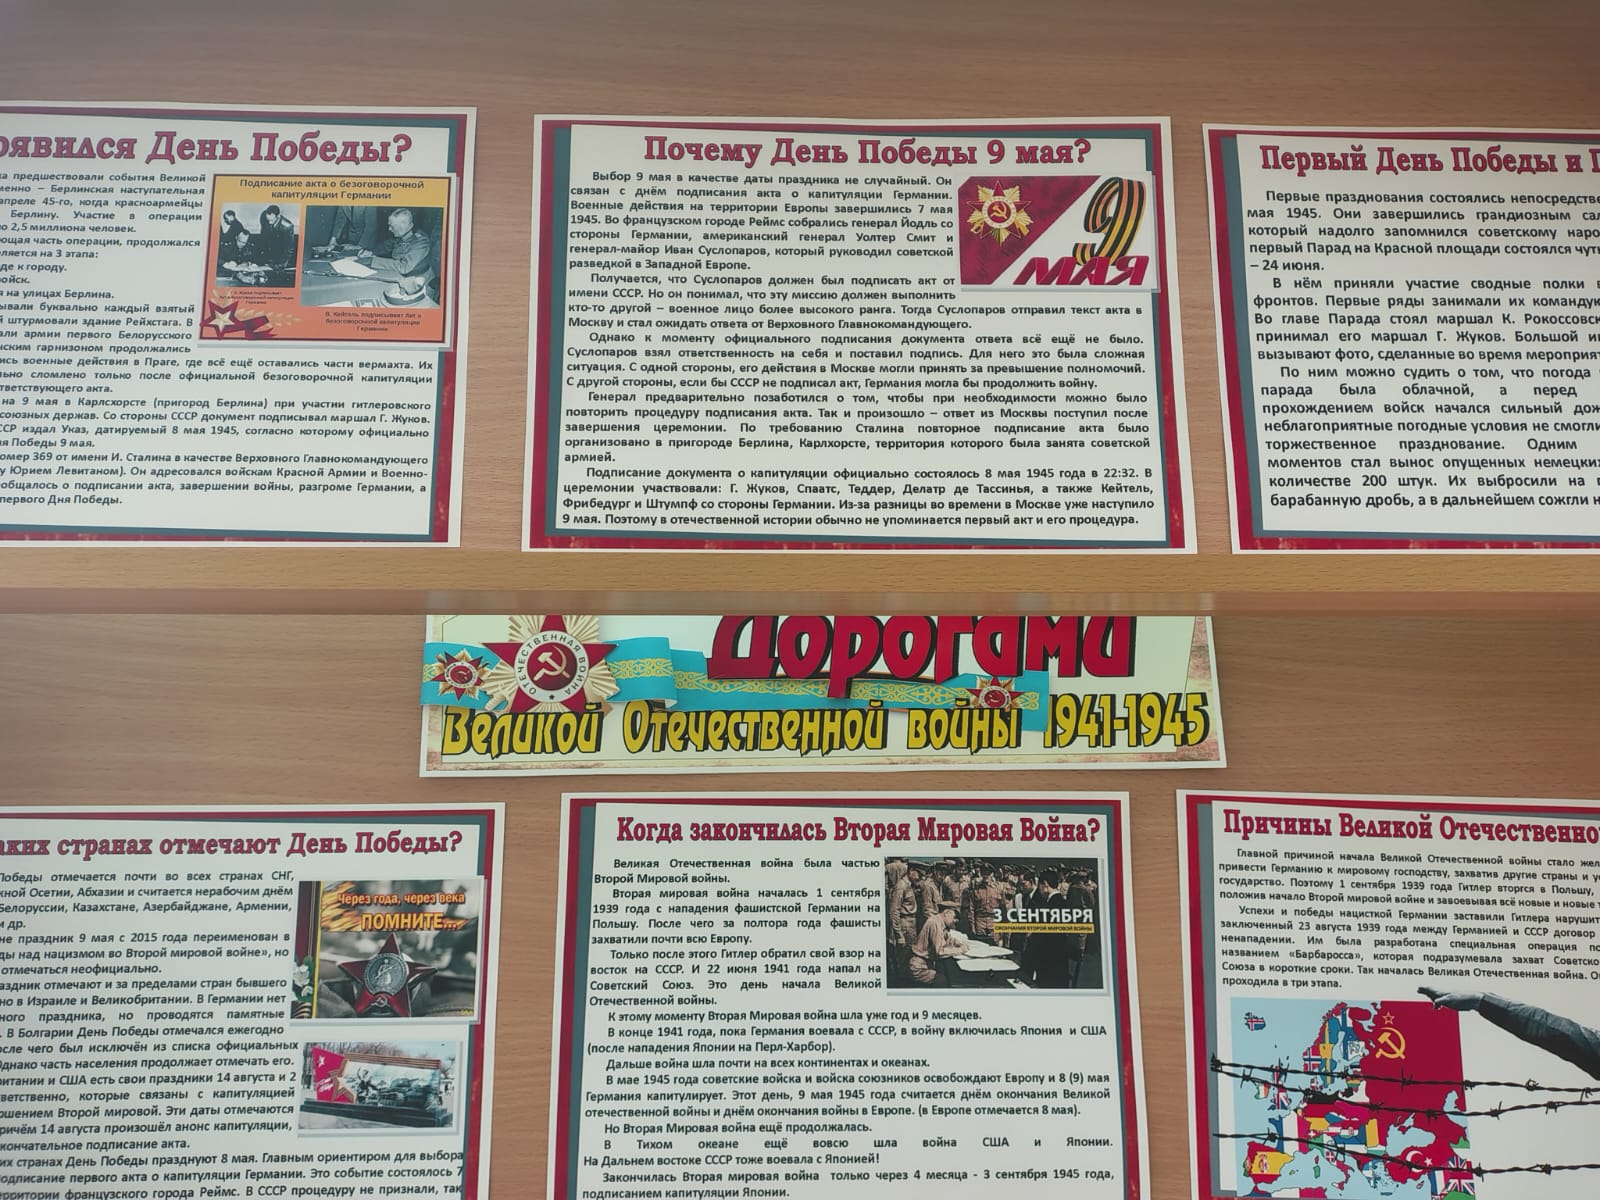 явился День Победы?
ка предшествовали события Великой
менно – Берлинская наступательная
апреле 45-го, когда красноармейцы
Берлину. Участие в операции
о 2,5 миллиона человек.
ющая часть операции, продолжался
еляется на 3 этапа:
де к городу.
ойск.
я на улицах Берлина.
ывали буквально каждый взятый
й штурмовали здание Рейхстага. В
али армии первого Белорусского
нским гарнизоном продолжались
ись военные действия в Праге, где всё ещё оставались части вермахта. Их
льно сломлено только после официальной безоговорочной капитуляции
тветствующего акта.
на 9 мая в Карлсхорсте (пригород Берлина) при участии гитлеровского
союзных держав. Со стороны СССР документ подписывал маршал Г. Жуков.
ССР издал Указ, датируемый 8 мая 1945, согласно которому официально
я Победы 9 мая.
омер 369 от имени И. Сталина в качестве Верховного Главнокомандующего
у Юрием Левитаном). Он адресовался войскам Красной Армии и Военно-
ообщалось о подписании акта, завершении войны, разгроме Германии, а
первого Дня Победы.
Подписание акта о безоговорочной
капитуляции Германии
В. Кейтель подписывает Акт о
безоговорочной капитуляции
Германии
Почему День Победы 9 мая?
Выбор 9 мая в качестве даты праздника не случайный. Он
связан с днём подписания акта о капитуляции Германии.
Военные действия на территории Европы завершились 7 мая
1945. Во французском городе Реймс собрались генерал Йодль со
стороны Германии, американский генерал Уолтер Смит и
генерал-майор Иван Суслопаров, который руководил советской
разведкой в Западной Европе.
Получается, что Суслопаров должен был подписать акт от
имени СССР. Но он понимал, что эту миссию должен выполнить
кто-то другой – военное лицо более высокого ранга. Тогда Суслопаров отправил текст акта в
Москву и стал ожидать ответа от Верховного Главнокомандующего.
Однако к моменту официального подписания документа ответа всё ещё не было.
Суслопаров взял ответственность на себя и поставил подпись. Для него это была сложная
ситуация. С одной стороны, его действия в Москве могли принять за превышение полномочий.
С другой стороны, если бы СССР не подписал акт, Германия могла бы продолжить войну.
Генерал предварительно позаботился о том, чтобы при необходимости можно было
повторить процедуру подписания акта. Так и произошло – ответ из Москвы поступил после
завершения церемонии. По требованию Сталина повторное подписание акта было
организовано в пригороде Берлина, Карлхорсте, территория которого была занята советской
армией.
Подписание документа о капитуляции официально состоялось 8 мая 1945 года в 22:32. В
церемонии участвовали: Г. Жуков, Спаатс, Теддер, Делатр де Тассинья, а также Кейтель,
Фрибедург и Штумпф со стороны Германии. Из-за разницы во времени в Москве уже наступило
9 мая. Поэтому в отечественной истории обычно не упоминается первый акт и его процедура.
9
МАЯ
Первый День Победы и П
Первые празднования состоялись непосредстве
мая 1945. Они завершились грандиозным сал
который надолго запомнился советскому наро
первый Парад на Красной площади состоялся чуть
– 24 июня.
В нём приняли участие сводные полки в
фронтов. Первые ряды занимали их командую
Во главе Парада стоял маршал К. Рокоссовск
принимал его маршал Г. Жуков. Большой ин
вызывают фото, сделанные во время мероприят
По ним можно судить о том, что погода
парада была облачной, а перед
прохождением войск начался сильный дож
неблагоприятные погодные условия не смогли
торжественное празднование. Одним
моментов стал вынос опущенных немецких
количестве 200 штук. Их выбросили на п
барабанную дробь, а в дальнейшем сожгли н
ОТЕЧЕСТВЕННАЯ ВОЙНА
Дорогами
Великой Отечественной войны 1941-1945
аких странах отмечают День Победы?
Победы отмечается почти во всех странах СНГ,
жной Осетии, Абхазии и считается нерабочим днём
Белоруссии, Казахстане, Азербайджане, Армении,
и др.
не праздник 9 мая с 2015 года переименован в
ды над нацизмом во Второй мировой войне», но
отмечаться неофициально.
аздник отмечают и за пределами стран бывшего
но в Израиле и Великобритании. В Германии нет
ного праздника, но проводятся памятные
. В Болгарии День Победы отмечался ежегодно
осле чего был исключён из списка официальных
Однако часть населения продолжает отмечать его.
ритании и США есть свои праздники 14 августа и 2
тветственно, которые связаны с капитуляцией
ршением Второй мировой. Эти даты отмечаются
ричём 14 августа произошёл анонс капитуляции,
кончательное подписание акта.
их странах День Победы празднуют 8 мая. Главным ориентиром для выбора
одписание первого акта о капитуляции Германии. Это событие состоялось 7
ритории французского города Реймс. В СССР процедуру не признали, так
Через года, через века
ПОМНИТЕ...
Когда закончилась Вторая Мировая Война?
Великая Отечественная война была частью
Второй Мировой войны.
Вторая мировая война началась 1 сентября
1939 года с нападения фашистской Германии на
Польшу. После чего за полтора года фашисты
захватили почти всю Европу.
Только после этого Гитлер обратил свой взор на
восток на СССР. И 22 июня 1941 года напал на
Советский Союз. Это день начала Великой
Отечественной войны.
К этому моменту Вторая Мировая война шла уже год и 9 месяцев.
В конце 1941 года, пока Германия воевала с СССР, в войну включилась Япония и США
(после нападения Японии на Перл-Харбор).
Дальше война шла почти на всех континентах и океанах.
В мае 1945 года советские войска и войска союзников освобождают Европу и 8 (9) мая
Германия капитулирует. Этот день, 9 мая 1945 года считается днём окончания Великой
отечественной войны и днём окончания войны в Европе. (в Европе отмечается 8 мая).
Но Вторая Мировая война ещё продолжалась.
В Тихом океане ещё вовсю шла война США и Японии.
На Дальнем востоке СССР тоже воевал с Японией!
Закончилась Вторая мировая война только через 4 месяца - 3 сентября 1945 года,
подписанием капитуляции Японии.
3 СЕНТЯБРЯ
ОКОНЧАНИЕ ВТОРОЙ МИРОВОЙ ВОЙНЫ
Причины Великой Отечественно
Главной причиной начала Великой Отечественной войны стало жел
привести Германию к мировому господству, захватив другие страны и ус
государство. Поэтому 1 сентября 1939 года Гитлер вторгся в Польшу,
положив начало Второй мировой войне и завоевывая всё новые и новые т
Успехи и победы нацисткой Германии заставили Гитлера нарушит
заключенный 23 августа 1939 года между Германией и СССР договор
ненападении. Им была разработана специальная операция по
названием «Барбаросса», которая подразумевала захват Советско
Союза в короткие сроки. Так началась Великая Отечественная война. О
проходила в три этапа.